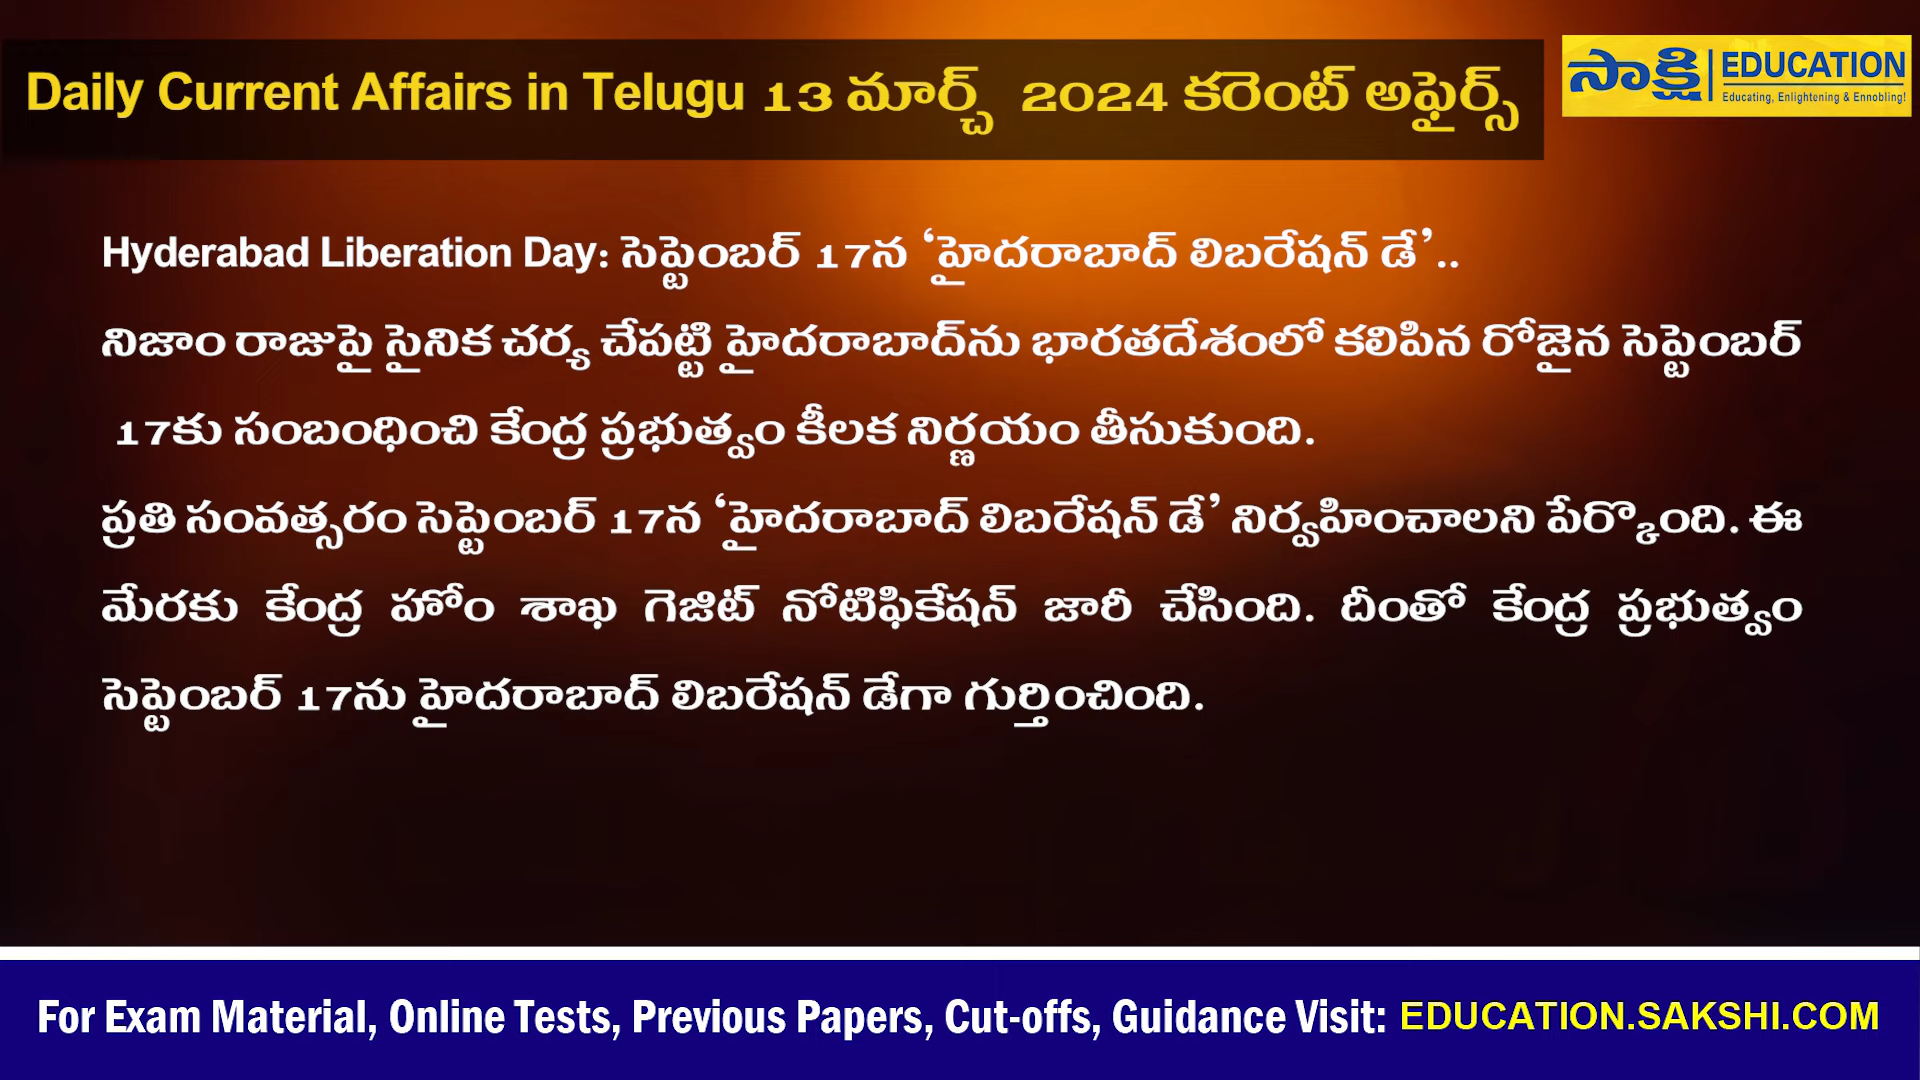 Daily Current Affairs in Telugu 13 మార్చ్ 2024 కరెంట్ అఫైర్స్
సాక్షి EDUCATION
Educating, Enlightening & Ennobling!
Hyderabad Liberation Day: సెప్టెంబర్ 17న ‘హైదరాబాద్ లిబరేషన్ డే’..
నిజాం రాజుపై సైనిక చర్య చేపట్టి హైదరాబాద్‌ను భారతదేశంలో కలిపిన రోజైన సెప్టెంబర్
17కు సంబంధించి కేంద్ర ప్రభుత్వం కీలక నిర్ణయం తీసుకుంది.
ప్రతి సంవత్సరం సెప్టెంబర్ 17న ‘హైదరాబాద్ లిబరేషన్ డే’ నిర్వహించాలని పేర్కొంది. ఈ
మేరకు కేంద్ర హోం శాఖ గెజిట్ నోటిఫికేషన్ జారీ చేసింది. దీంతో కేంద్ర ప్రభుత్వం
సెప్టెంబర్ 17ను హైదరాబాద్ లిబరేషన్ డేగా గుర్తించింది.
For Exam Material, Online Tests, Previous Papers, Cut-offs, Guidance Visit: EDUCATION.SAKSHI.COM